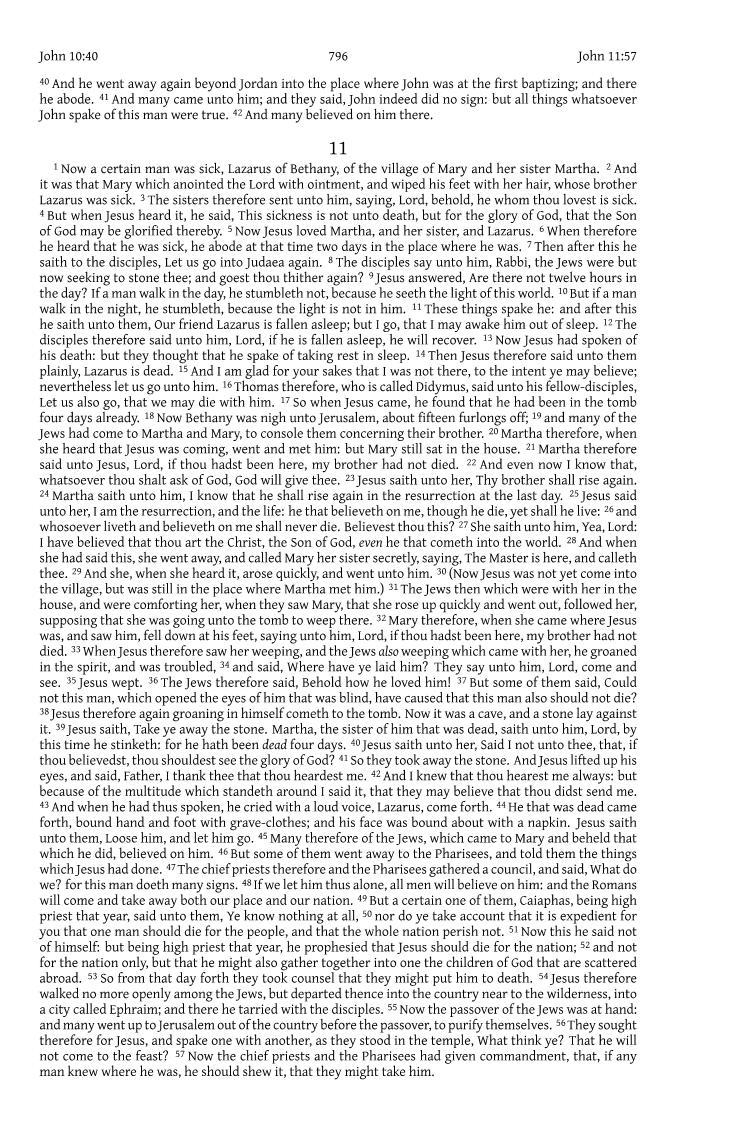 John 10:40 796 John 11:57
40 And he went away again beyond Jordan into the place where John was at the first baptizing; and there
he abode. 41 And many came unto him; and they said, John indeed did no sign: but all things whatsoever
John spake of this man were true. 42 And many believed on him there.
11
1 Now a certain man was sick, Lazarus of Bethany, of the village of Mary and her sister Martha. 2 And
it was that Mary which anointed the Lord with ointment, and wiped his feet with her hair, whose brother
Lazarus was sick. 3 The sisters therefore sent unto him, saying, Lord, behold, he whom thou lovest is sick.
4 But when Jesus heard it, he said, This sickness is not unto death, but for the glory of God, that the Son
of God may be glorified thereby. 5 Now Jesus loved Martha, and her sister, and Lazarus. 6 When therefore
he heard that he was sick, he abode at that time two days in the place where he was. 7 Then after this he
saith to the disciples, Let us go into Judaea again. 8 The disciples say unto him, Rabbi, the Jews were but
now seeking to stone thee; and goest thou thither again? 9 Jesus answered, Are there not twelve hours in
the day? If a man walk in the day, he stumbleth not, because he seeth the light of this world. 10 But if a man
walk in the night, he stumbleth, because the light is not in him. 11 These things spake he: and after this
he saith unto them, Our friend Lazarus is fallen asleep; but I go, that I may awake him out of sleep. 12 The
disciples therefore said unto him, Lord, if he is fallen asleep, he will recover. 13 Now Jesus had spoken of
his death: but they thought that he spake of taking rest in sleep. 14 Then Jesus therefore said unto them
plainly, Lazarus is dead. 15 And I am glad for your sakes that I was not there, to the intent ye may believe;
nevertheless let us go unto him. 16 Thomas therefore, who is called Didymus, said unto his fellow-disciples,
Let us also go, that we may die with him. 17 So when Jesus came, he found that he had been in the tomb
four days already. 18 Now Bethany was nigh unto Jerusalem, about fifteen furlongs off; 19 and many of the
Jews had come to Martha and Mary, to console them concerning their brother. 20 Martha therefore, when
she heard that Jesus was coming, went and met him: but Mary still sat in the house. 21 Martha therefore
said unto Jesus, Lord, if thou hadst been here, my brother had not died. 22 And even now I know that,
whatsoever thou shalt ask of God, God will give thee. 23 Jesus saith unto her, Thy brother shall rise again.
24 Martha saith unto him, I know that he shall rise again in the resurrection at the last day. 25 Jesus said
unto her, I am the resurrection, and the life: he that believeth on me, though he die, yet shall he live: 26 and
whosoever liveth and believeth on me shall never die. Believest thou this? 27 She saith unto him, Yea, Lord:
I have believed that thou art the Christ, the Son of God, even he that cometh into the world. 28 And when
she had said this, she went away, and called Mary her sister secretly, saying, The Master is here, and calleth
thee. 29 And she, when she heard it, arose quickly, and went unto him. 30 (Now Jesus was not yet come into
the village, but was still in the place where Martha met him.) 31 The Jews then which were with her in the
house, and were comforting her, when they saw Mary, that she rose up quickly and went out, followed her,
supposing that she was going unto the tomb to weep there. 32 Mary therefore, when she came where Jesus
was, and saw him, fell down at his feet, saying unto him, Lord, if thou hadst been here, my brother had not
died. 33 When Jesus therefore saw her weeping, and the Jews also weeping which came with her, he groaned
in the spirit, and was troubled, 34 and said, Where have ye laid him? They say unto him, Lord, come and
see. 35 Jesus wept. 36 The Jews therefore said, Behold how he loved him! 37 But some of them said, Could
not this man, which opened the eyes of him that was blind, have caused that this man also should not die?
38 Jesus therefore again groaning in himself cometh to the tomb. Now it was a cave, and a stone lay against
it. 39 Jesus saith, Take ye away the stone. Martha, the sister of him that was dead, saith unto him, Lord, by
this time he stinketh: for he hath been dead four days. 40 Jesus saith unto her, Said I not unto thee, that, if
thou believedst, thou shouldest see the glory of God? 41 So they took away the stone. And Jesus lifted up his
eyes, and said, Father, I thank thee that thou heardest me. 42 And I knew that thou hearest me always: but
because of the multitude which standeth around I said it, that they may believe that thou didst send me.
43 And when he had thus spoken, he cried with a loud voice, Lazarus, come forth. 44 He that was dead came
forth, bound hand and foot with grave-clothes; and his face was bound about with a napkin. Jesus saith
unto them, Loose him, and let him go. 45 Many therefore of the Jews, which came to Mary and beheld that
which he did, believed on him. 46 But some of them went away to the Pharisees, and told them the things
which Jesus had done. 47 The chief priests therefore and the Pharisees gathered a council, and said, What do
we? for this man doeth many signs. 48 If we let him thus alone, all men will believe on him: and the Romans
will come and take away both our place and our nation. 49 But a certain one of them, Caiaphas, being high
priest that year, said unto them, Ye know nothing at all, 50 nor do ye take account that it is expedient for
you that one man should die for the people, and that the whole nation perish not. 51 Now this he said not
of himself: but being high priest that year, he prophesied that Jesus should die for the nation; 52 and not
for the nation only, but that he might also gather together into one the children of God that are scattered
abroad. 53 So from that day forth they took counsel that they might put him to death. 54 Jesus therefore
walked no more openly among the Jews, but departed thence into the country near to the wilderness, into
a city called Ephraim; and there he tarried with the disciples. 55 Now the passover of the Jews was at hand:
and many went up to Jerusalem out of the country before the passover, to purify themselves. 56 They sought
therefore for Jesus, and spake one with another, as they stood in the temple, What think ye? That he will
not come to the feast? 57 Now the chief priests and the Pharisees had given commandment, that, if any
man knew where he was, he should shew it, that they might take him.